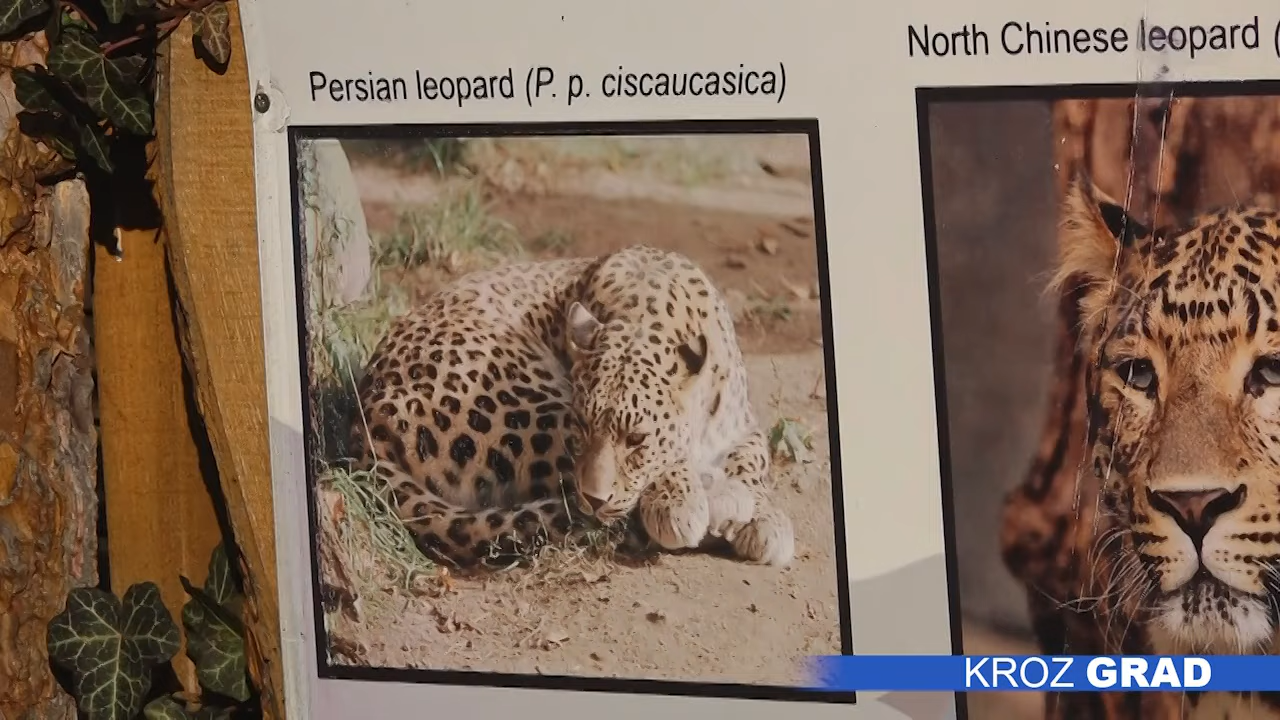 Persian leopard (P. p. ciscaucasica)
North Chinese leopard (
KROZ GRAD